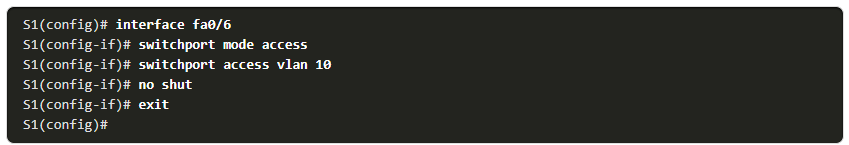 S1(config)# interface fa0/6
S1(config-if)# switchport mode access
S1(config-if)# switchport access vlan 10
S1(config-if)# no shut
S1(config-if)# exit
S1(config)#